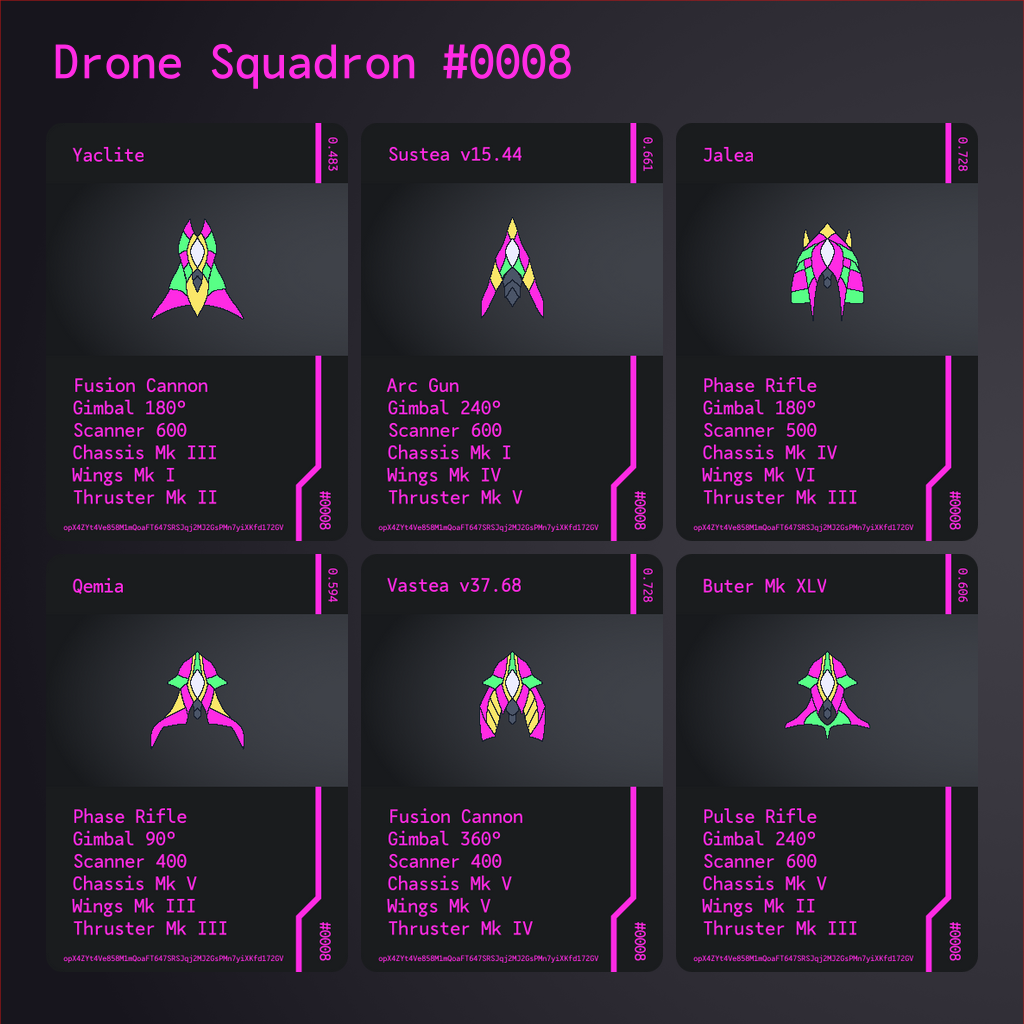 Drone Squadron #0008
Yaclite
0.483
Fusion Cannon
Gimbal 180º
Scanner 600
Chassis Mk III
Wings Mk I
Thruster Mk II
#0008
opX4ZYt4Ve858M1mQoaFT647SRSJqj2MJ2GsPMn7yiXKfd172GV
Sustea v15.44
0.661
Arc Gun
Gimbal 240º
Scanner 600
Chassis Mk I
Wings Mk IV
Thruster Mk V
#0008
opX4ZYt4Ve858M1mQoaFT647SRSJqj2MJ2GsPMn7yiXKfd172GV
Jalea
0.728
Phase Rifle
Gimbal 180º
Scanner 500
Chassis Mk IV
Wings Mk VI
Thruster Mk III
#0008
opX4ZYt4Ve858M1mQoaFT647SRSJqj2MJ2GsPMn7yiXKfd172GV
Qemia
0.594
Phase Rifle
Gimbal 90º
Scanner 400
Chassis Mk V
Wings Mk III
Thruster Mk III
#0008
opX4ZYt4Ve858M1mQoaFT647SRSJqj2MJ2GsPMn7yiXKfd172GV
Vastea v37.68
0.728
Fusion Cannon
Gimbal 360º
Scanner 400
Chassis Mk V
Wings Mk V
Thruster Mk IV
#0008
opX4ZYt4Ve858M1mQoaFT647SRSJqj2MJ2GsPMn7yiXKfd172GV
Buter Mk XLV
0.606
Pulse Rifle
Gimbal 240º
Scanner 600
Chassis Mk V
Wings Mk II
Thruster Mk III
#0008
opX4ZYt4Ve858M1mQoaFT647SRSJqj2MJ2GsPMn7yiXKfd172GV